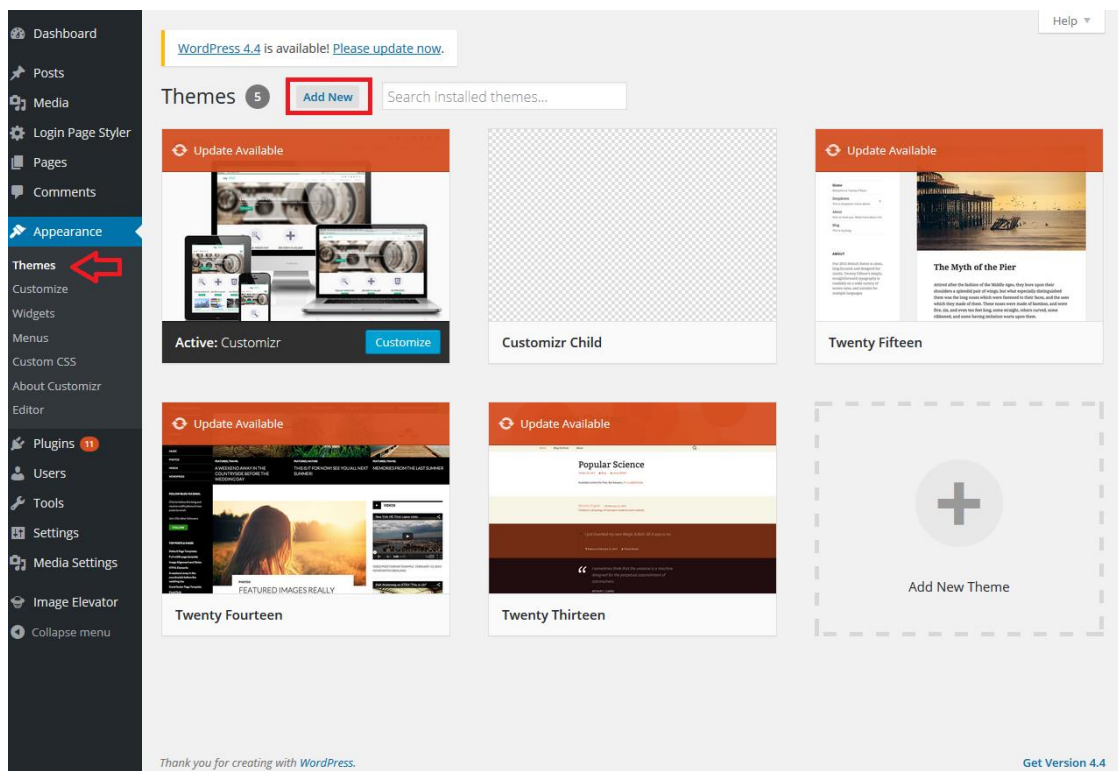 Help
Dashboard
Posts
Media
Login Page Styler
Pages
Comments
Appearance
Themes
Customize
Widgets
Menus
Custom CSS
About Customizr
Editor
Plugins 11
Users
Tools
Settings
Media Settings
Image Elevator
Collapse menu
WordPress 4.4 is available! Please update now.
Themes 5 Add New Search installed themes...
Update Available
Active: Customizr Customize
Customizr Child
Update Available
The Myth of the Pier
Twenty Fifteen
Update Available
FEATURED IMAGES REALLY
Twenty Fourteen
Update Available
Popular Science
Twenty Thirteen
Add New Theme
Thank you for creating with WordPress.
Get Version 4.4